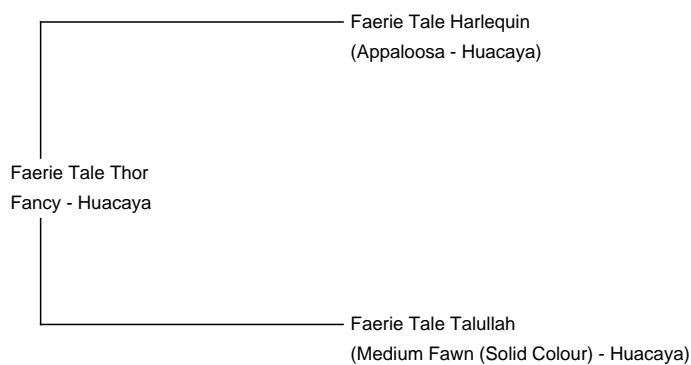 Faerie Tale Harlequin
(Appaloosa - Huacaya)
Faerie Tale Thor
Fancy - Huacaya
Faerie Tale Talullah
(Medium Fawn (Solid Colour) - Huacaya)